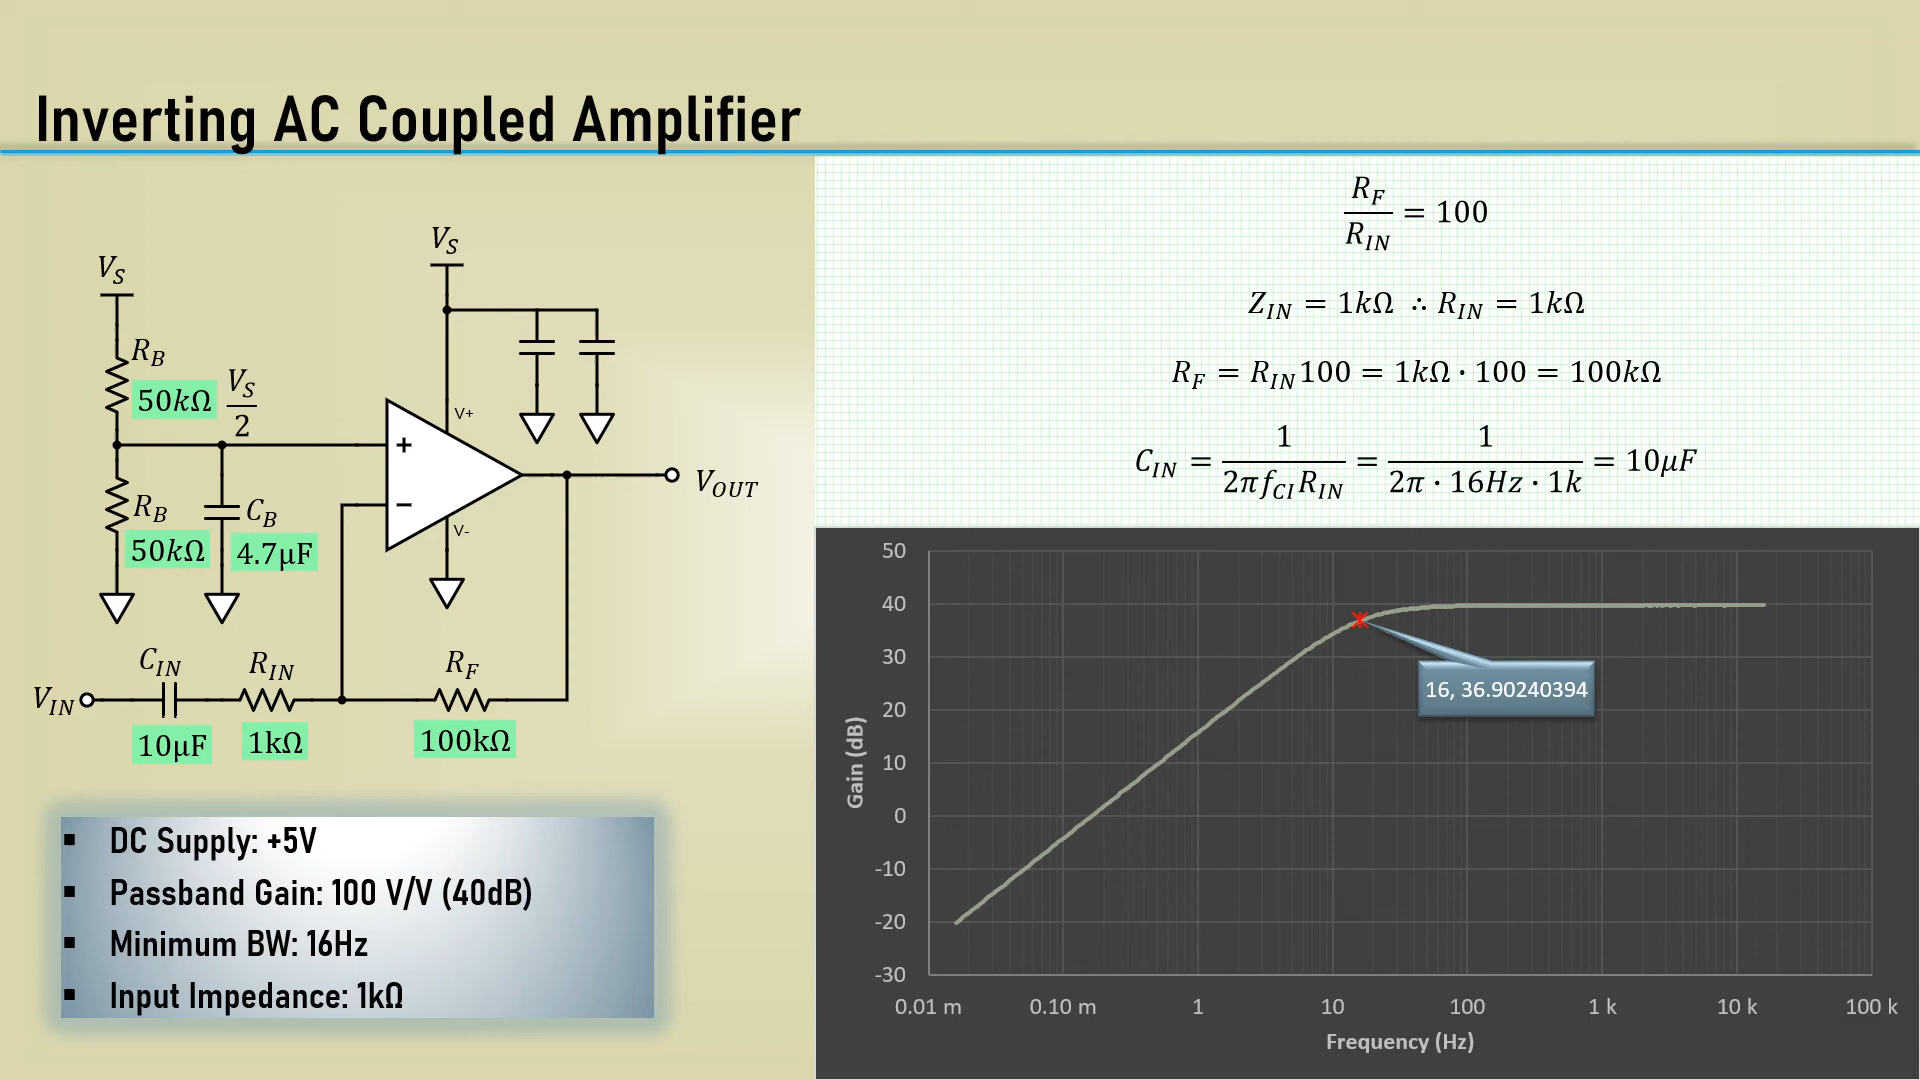 Inverting AC Coupled Amplifier
V_S
V_S
R_B
50kΩ
V_S/2
V+
+
−
V-
V_OUT
R_B
50kΩ
C_B
4.7µF
C_IN
R_IN
R_F
V_IN
10µF
1kΩ
100kΩ
▪ DC Supply: +5V
▪ Passband Gain: 100 V/V (40dB)
▪ Minimum BW: 16Hz
▪ Input Impedance: 1kΩ
R_F/R_IN = 100
Z_IN = 1kΩ ∴ R_IN = 1kΩ
R_F = R_IN 100 = 1kΩ · 100 = 100kΩ
C_IN = 1/(2πf_CI R_IN) = 1/(2π · 16Hz · 1k) = 10µF
50
40
30
20
10
0
-10
-20
-30
Gain (dB)
16, 36.90240394
0.01 m 0.10 m 1 10 100 1 k 10 k 100 k
Frequency (Hz)